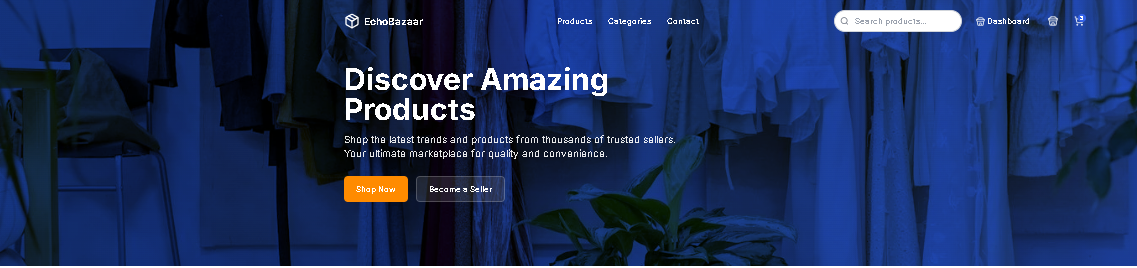 EchoBazaar
Products Categories Contact
Search products...
Dashboard
3
Discover Amazing
Products
Shop the latest trends and products from thousands of trusted sellers.
Your ultimate marketplace for quality and convenience.
Shop Now
Become a Seller